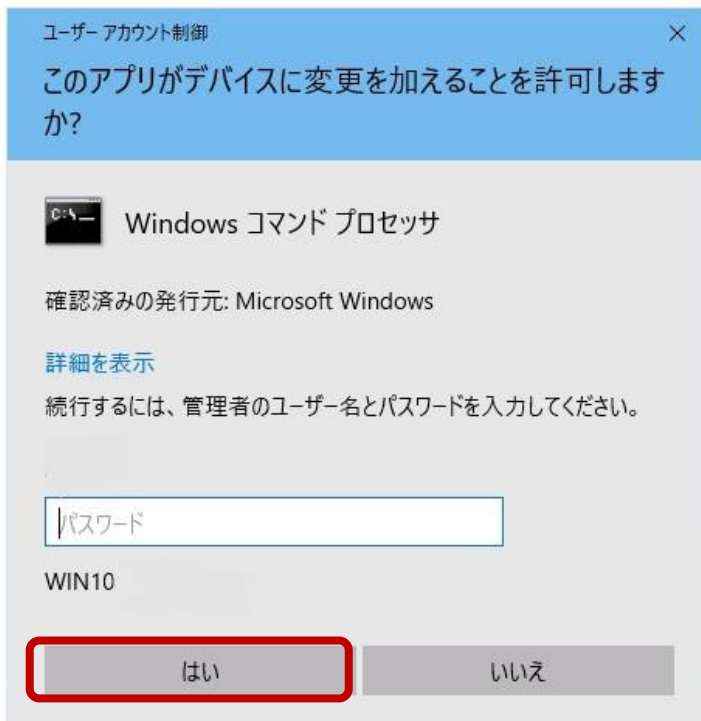 ユーザー アカウント制御
このアプリがデバイスに変更を加えることを許可します
か?
C:\
Windows コマンド プロセッサ
確認済みの発行元: Microsoft Windows
詳細を表示
続行するには、管理者のユーザー名とパスワードを入力してください。
パスワード
WIN10
はい いいえ